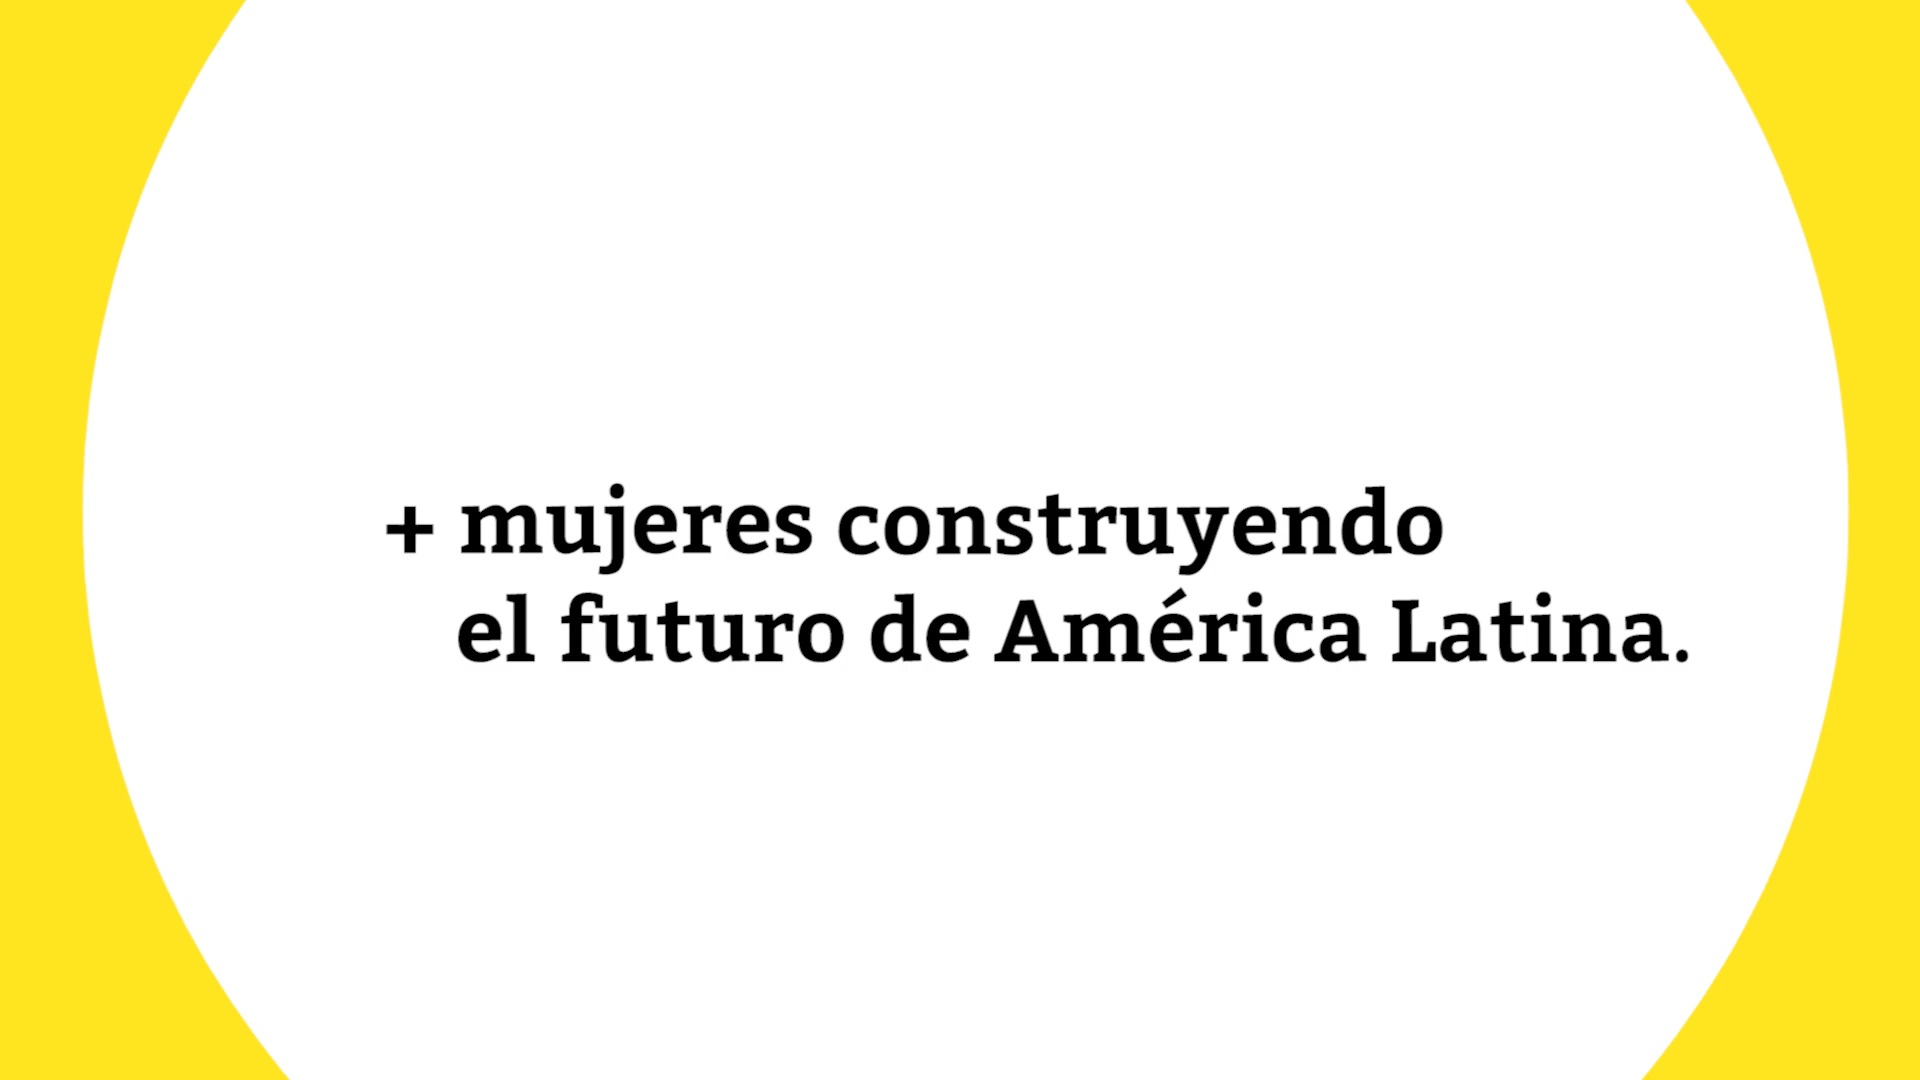 + mujeres construyendo
el futuro de América Latina.